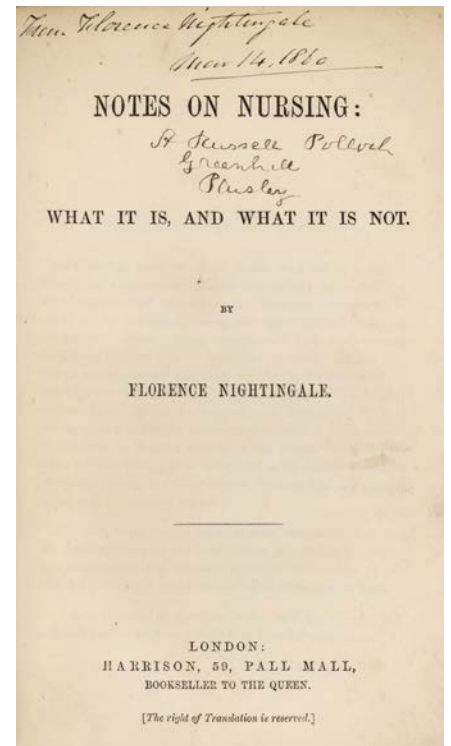 From Florence Nightingale
Mar 14, 1860
NOTES ON NURSING:
A Russell Pollock
Greenhill
Paisley
WHAT IT IS, AND WHAT IT IS NOT.
BY
FLORENCE NIGHTINGALE.
LONDON:
HARRISON, 59, PALL MALL,
BOOKSELLER TO THE QUEEN.
[The right of Translation is reserved.]